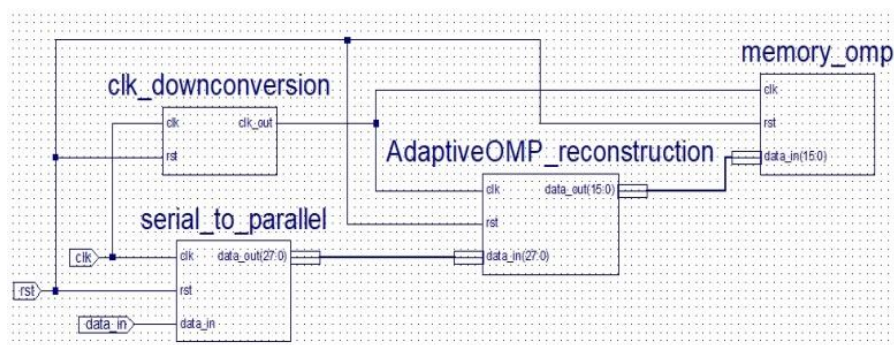 memory_omp
clk
rst
data_in(15:0)
clk_downconversion
clk
clk_out
rst
AdaptiveOMP_reconstruction
clk
data_out(15:0)
rst
data_in(27:0)
serial_to_parallel
clk
data_out(27:0)
rst
data_in
clk
rst
data_in